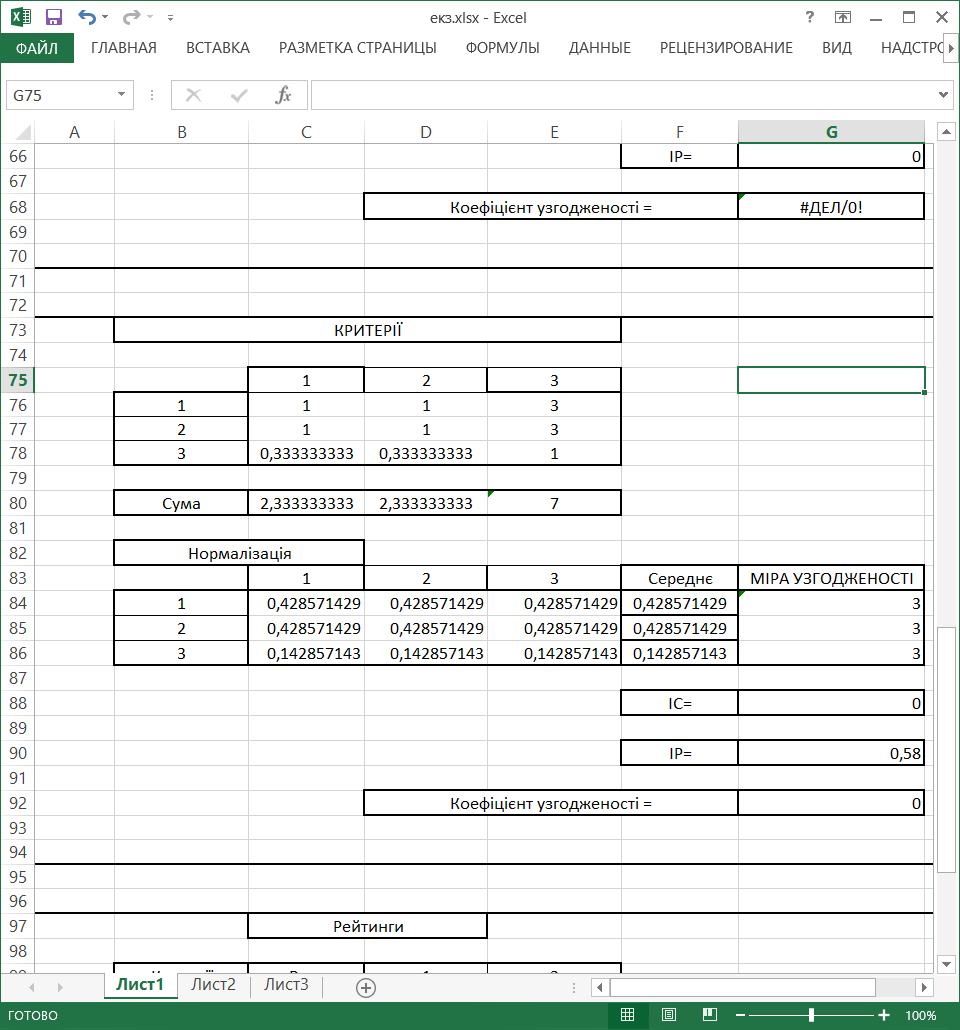 екз.xlsx - Excel
ФАЙЛ ГЛАВНАЯ ВСТАВКА РАЗМЕТКА СТРАНИЦЫ ФОРМУЛЫ ДАННЫЕ РЕЦЕНЗИРОВАНИЕ ВИД НАДСТРО
G75 fx
A B C D E F G
66 ІР= 0
67
68 Коефіцієнт узгодженості = #ДЕЛ/0!
69
70
71
72
73 КРИТЕРІЇ
74
75 1 2 3
76 1 1 1 3
77 2 1 1 3
78 3 0,333333333 0,333333333 1
79
80 Сума 2,333333333 2,333333333 7
81
82 Нормалізація
83 1 2 3 Середнє МІРА УЗГОДЖЕНОСТІ
84 1 0,428571429 0,428571429 0,428571429 0,428571429 3
85 2 0,428571429 0,428571429 0,428571429 0,428571429 3
86 3 0,142857143 0,142857143 0,142857143 0,142857143 3
87
88 ІС= 0
89
90 ІР= 0,58
91
92 Коефіцієнт узгодженості = 0
93
94
95
96
97 Рейтинги
98
Лист1 Лист2 Лист3
ГОТОВО 100%